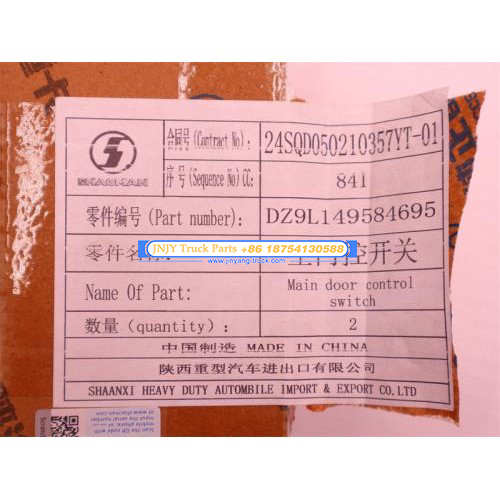 SHACMAN
合同号(Contract No): 24SQD050210357YT-01
序号(Sequence No)CC: 841
零件编号(Part number): DZ9L149584695
零件名称:
控开关
JNJY Truck Parts +86 18754130588
www.jinyang-truck.com
Name Of Part: Main door control switch
数量(quantity): 2
中国制造 MADE IN CHINA
陕西重型汽车进出口有限公司
SHAANXI HEAVY DUTY AUTOMBILE IMPORT & EXPORT CO.LTD